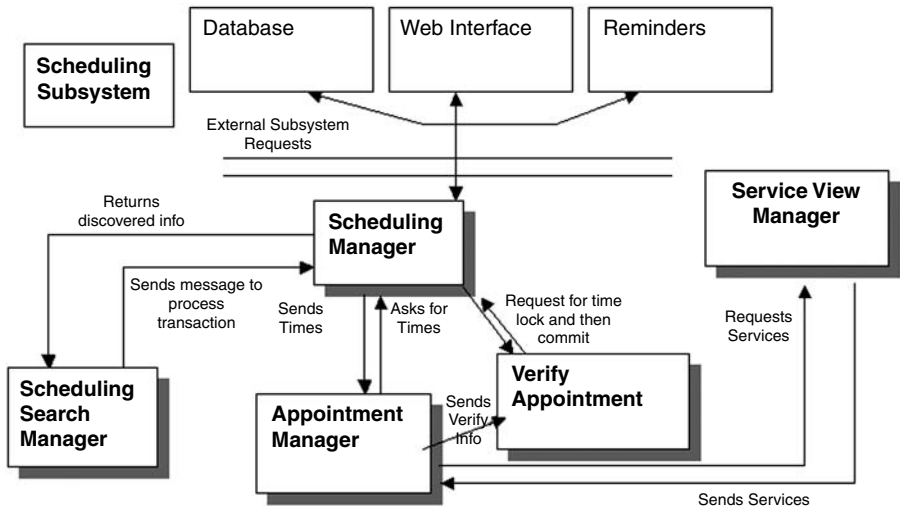 Scheduling
Subsystem
Database
Web Interface
Reminders
External Subsystem
Requests
Returns
discovered info
Scheduling
Manager
Service View
Manager
Sends message to
process
transaction
Sends
Times
Asks for
Times
Request for time
lock and then
commit
Requests
Services
Scheduling
Search
Manager
Appointment
Manager
Sends
Verify
Info
Verify
Appointment
Sends Services